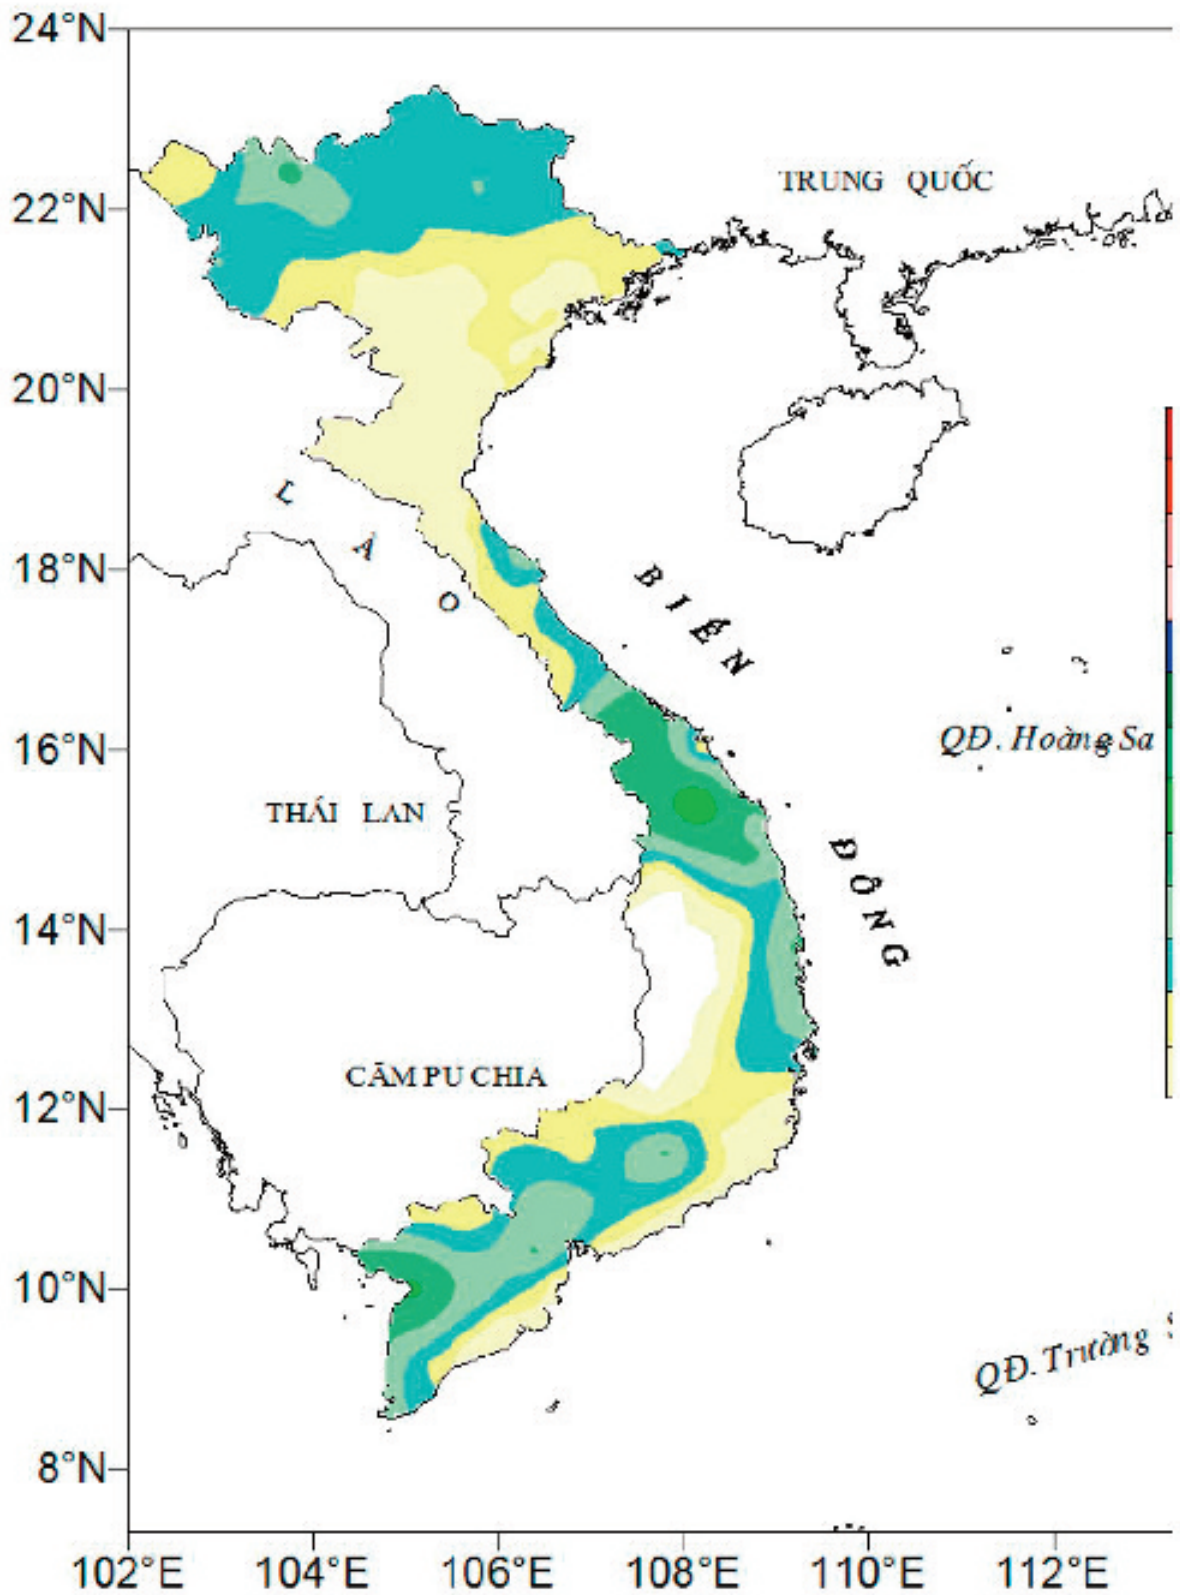 24°N
TRUNG QUỐC
22°N
20°N
L
À
O
18°N
BIÊN
16°N
QĐ. Hoàng Sa
THÁI LAN
ĐÔNG
14°N
CĂMPUCHIA
12°N
10°N
QĐ. Trường
8°N
102°E 104°E 106°E 108°E 110°E 112°E